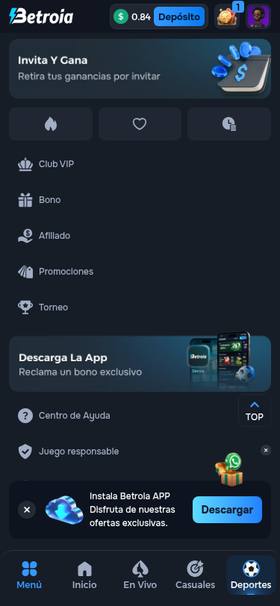 Betroia
$ 0.84 Depósito
1
Invita Y Gana
Retira tus ganancias por invitar
Club VIP
Bono
Afiliado
Promociones
Torneo
Descarga La App
Reclama un bono exclusivo
Centro de Ayuda
TOP
Juego responsable
Instala Betroia APP
Disfruta de nuestras
ofertas exclusivas.
Descargar
Menú
Inicio
En Vivo
Casuales
Deportes